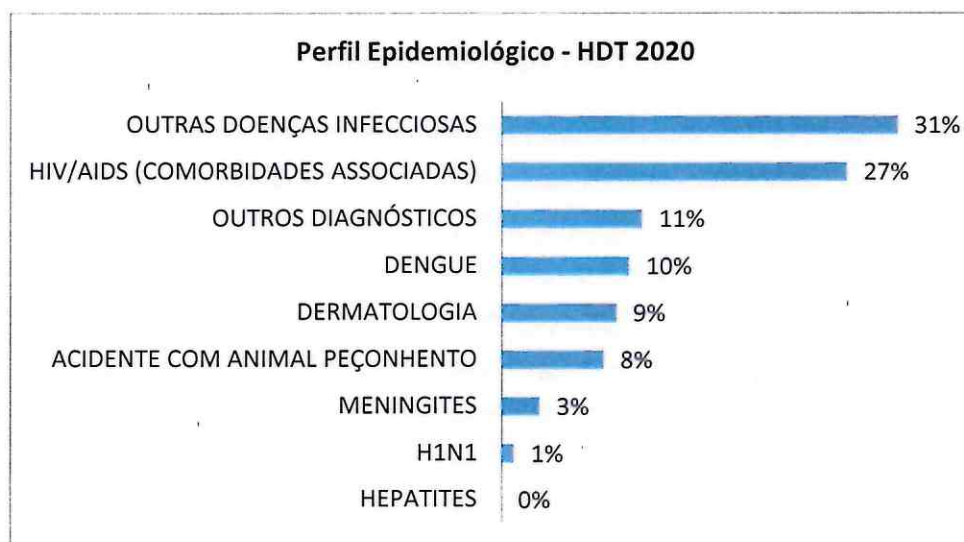 Perfil Epidemiológico - HDT 2020
OUTRAS DOENÇAS INFECCIOSAS 31%
HIV/AIDS (COMORBIDADES ASSOCIADAS) 27%
OUTROS DIAGNÓSTICOS 11%
DENGUE 10%
DERMATOLOGIA 9%
ACIDENTE COM ANIMAL PEÇONHENTO 8%
MENINGITES 3%
H1N1 1%
HEPATITES 0%